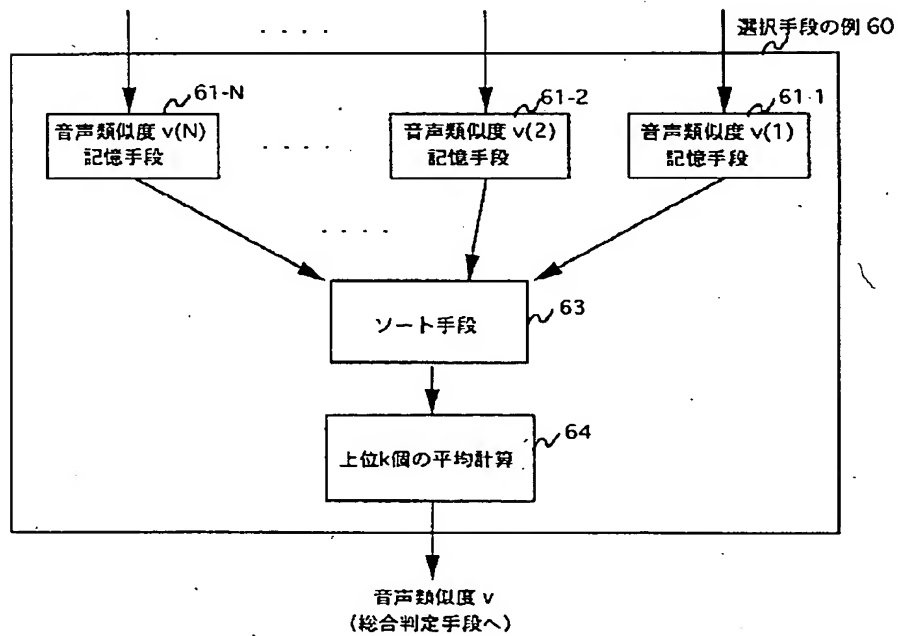 選択手段の例 60
61-N
61-2
61-1
音声類似度 v(N)
記憶手段
音声類似度 v(2)
記憶手段
音声類似度 v(1)
記憶手段
ソート手段
63
上位k個の平均計算
64
音声類似度 v
(総合判定手段へ)